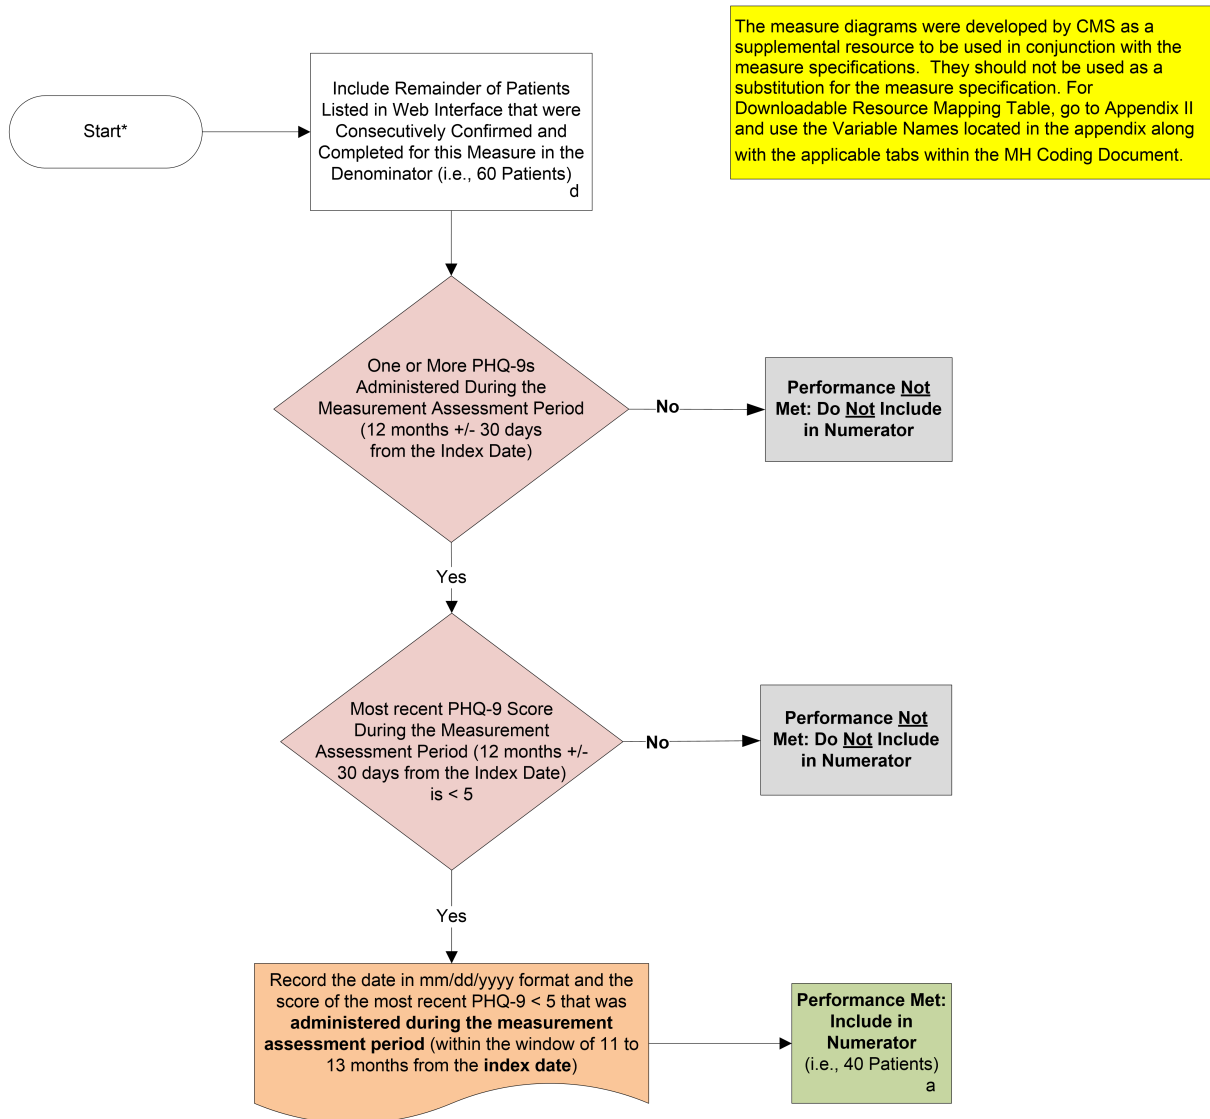 The measure diagrams were developed by CMS as a
supplemental resource to be used in conjunction with the
measure specifications.  They should not be used as a
substitution for the measure specification. For
Downloadable Resource Mapping Table, go to Appendix II
and use the Variable Names located in the appendix along
with the applicable tabs within the MH Coding Document.
Start*
Include Remainder of Patients
Listed in Web Interface that were
Consecutively Confirmed and
Completed for this Measure in the
Denominator (i.e., 60 Patients)
d
One or More PHQ-9s
Administered During the
Measurement Assessment Period
(12 months +/- 30 days
from the Index Date)
No
Performance Not
Met: Do Not Include
in Numerator
Yes
Most recent PHQ-9 Score
During the Measurement
Assessment Period (12 months +/-
30 days from the Index Date)
is < 5
No
Performance Not
Met: Do Not Include
in Numerator
Yes
Record the date in mm/dd/yyyy format and the
score of the most recent PHQ-9 < 5 that was
administered during the measurement
assessment period (within the window of 11 to
13 months from the index date)
Performance Met:
Include in
Numerator
(i.e., 40 Patients)
a